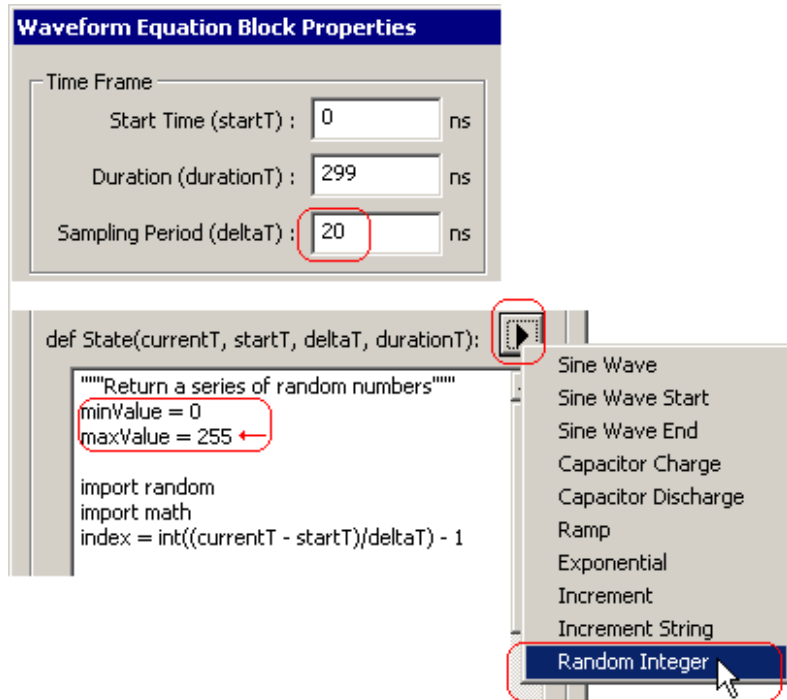 Waveform Equation Block Properties
Time Frame
Start Time (startT) : 0 ns
Duration (durationT) : 299 ns
Sampling Period (deltaT) : 20 ns
def State(currentT, startT, deltaT, durationT):
"""Return a series of random numbers"""
minValue = 0
maxValue = 255
import random
import math
index = int((currentT - startT)/deltaT) - 1
Sine Wave
Sine Wave Start
Sine Wave End
Capacitor Charge
Capacitor Discharge
Ramp
Exponential
Increment
Increment String
Random Integer